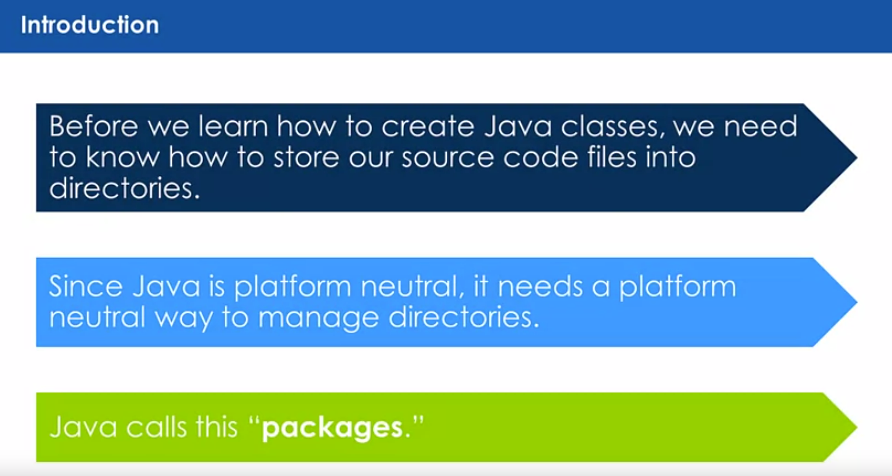 Introduction
Before we learn how to create Java classes, we need
to know how to store our source code files into
directories.
Since Java is platform neutral, it needs a platform
neutral way to manage directories.
Java calls this “packages.”